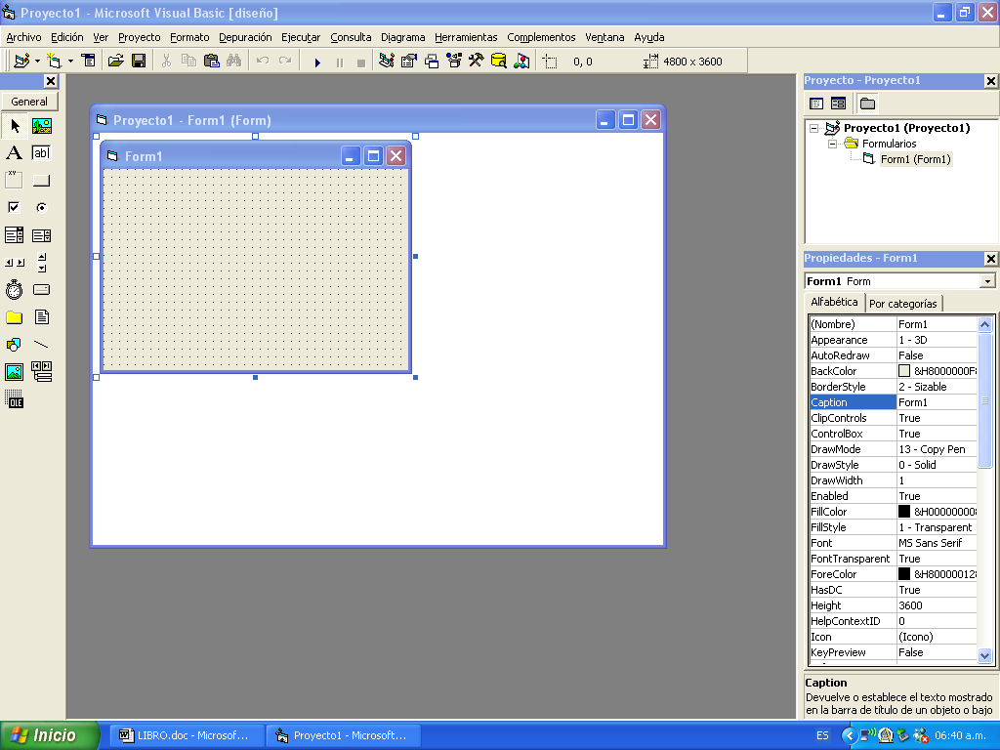 Proyecto1 - Microsoft Visual Basic [diseño]
Archivo Edición Ver Proyecto Formato Depuración Ejecutar Consulta Diagrama Herramientas Complementos Ventana Ayuda
0, 0 4800 x 3600
General
A ab|
xy
OLE
Proyecto1 - Form1 (Form)
Form1
Proyecto - Proyecto1
Proyecto1 (Proyecto1)
Formularios
Form1 (Form1)
Propiedades - Form1
Form1 Form
Alfabética Por categorías
(Nombre) Form1
Appearance 1 - 3D
AutoRedraw False
BackColor &H8000000F&
BorderStyle 2 - Sizable
Caption Form1
ClipControls True
ControlBox True
DrawMode 13 - Copy Pen
DrawStyle 0 - Solid
DrawWidth 1
Enabled True
FillColor &H00000000&
FillStyle 1 - Transparent
Font MS Sans Serif
FontTransparent True
ForeColor &H80000012&
HasDC True
Height 3600
HelpContextID 0
Icon (Icono)
KeyPreview False
Caption
Devuelve o establece el texto mostrado
en la barra de título de un objeto o bajo
Inicio LIBRO.doc - Microsof... Proyecto1 - Microsoft... ES 06:40 a.m.